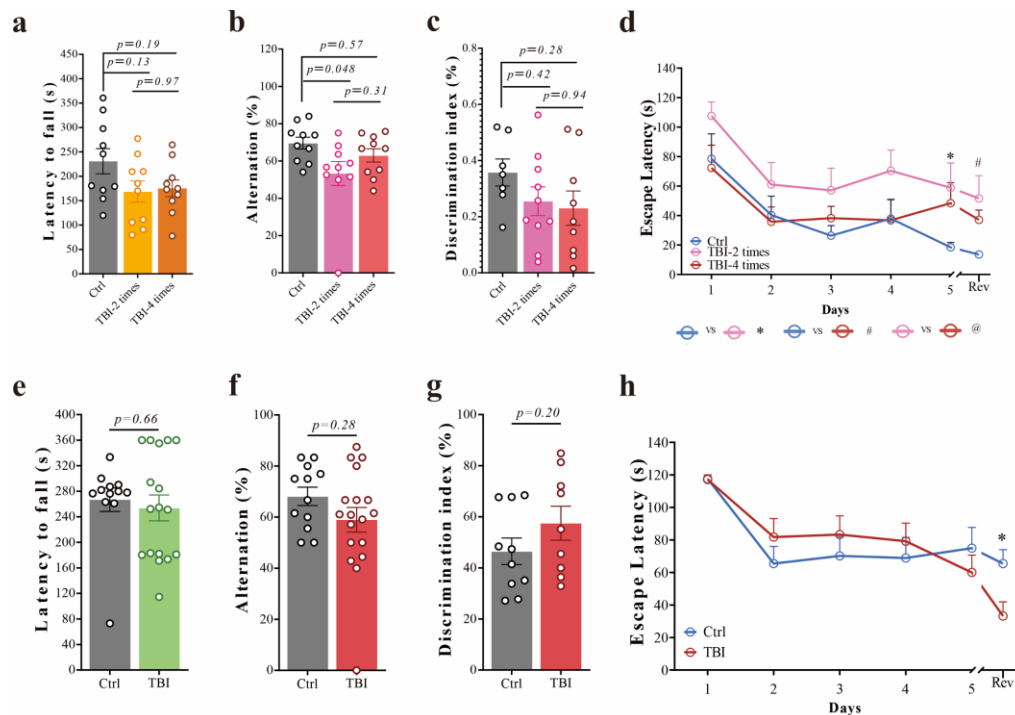 a
Latency to fall (s)
450
400
350
300
250
200
150
100
50
0
p=0.19
p=0.13
p=0.97
Ctrl
TBI-2 times
TBI-4 times
b
Alternation (%)
120
100
80
60
40
20
0
p=0.57
p=0.048
p=0.31
Ctrl
TBI-2 times
TBI-4 times
c
Discrimination index (%)
0.8
0.6
0.4
0.2
0.0
p=0.28
p=0.42
p=0.94
Ctrl
TBI-2 times
TBI-4 times
d
Escape Latency (s)
140
120
100
80
60
40
20
0
*
#
Ctrl
TBI-2 times
TBI-4 times
1
2
3
4
5
Rev
Days
vs * vs # vs @
e
Latency to fall (s)
400
360
320
280
240
200
160
120
80
40
0
p=0.66
Ctrl
TBI
f
Alternation (%)
100
80
60
40
20
0
p=0.28
Ctrl
TBI
g
Discrimination index (%)
100
80
60
40
20
0
p=0.20
Ctrl
TBI
h
Escape Latency (s)
140
120
100
80
60
40
20
0
*
Ctrl
TBI
1
2
3
4
5
Rev
Days